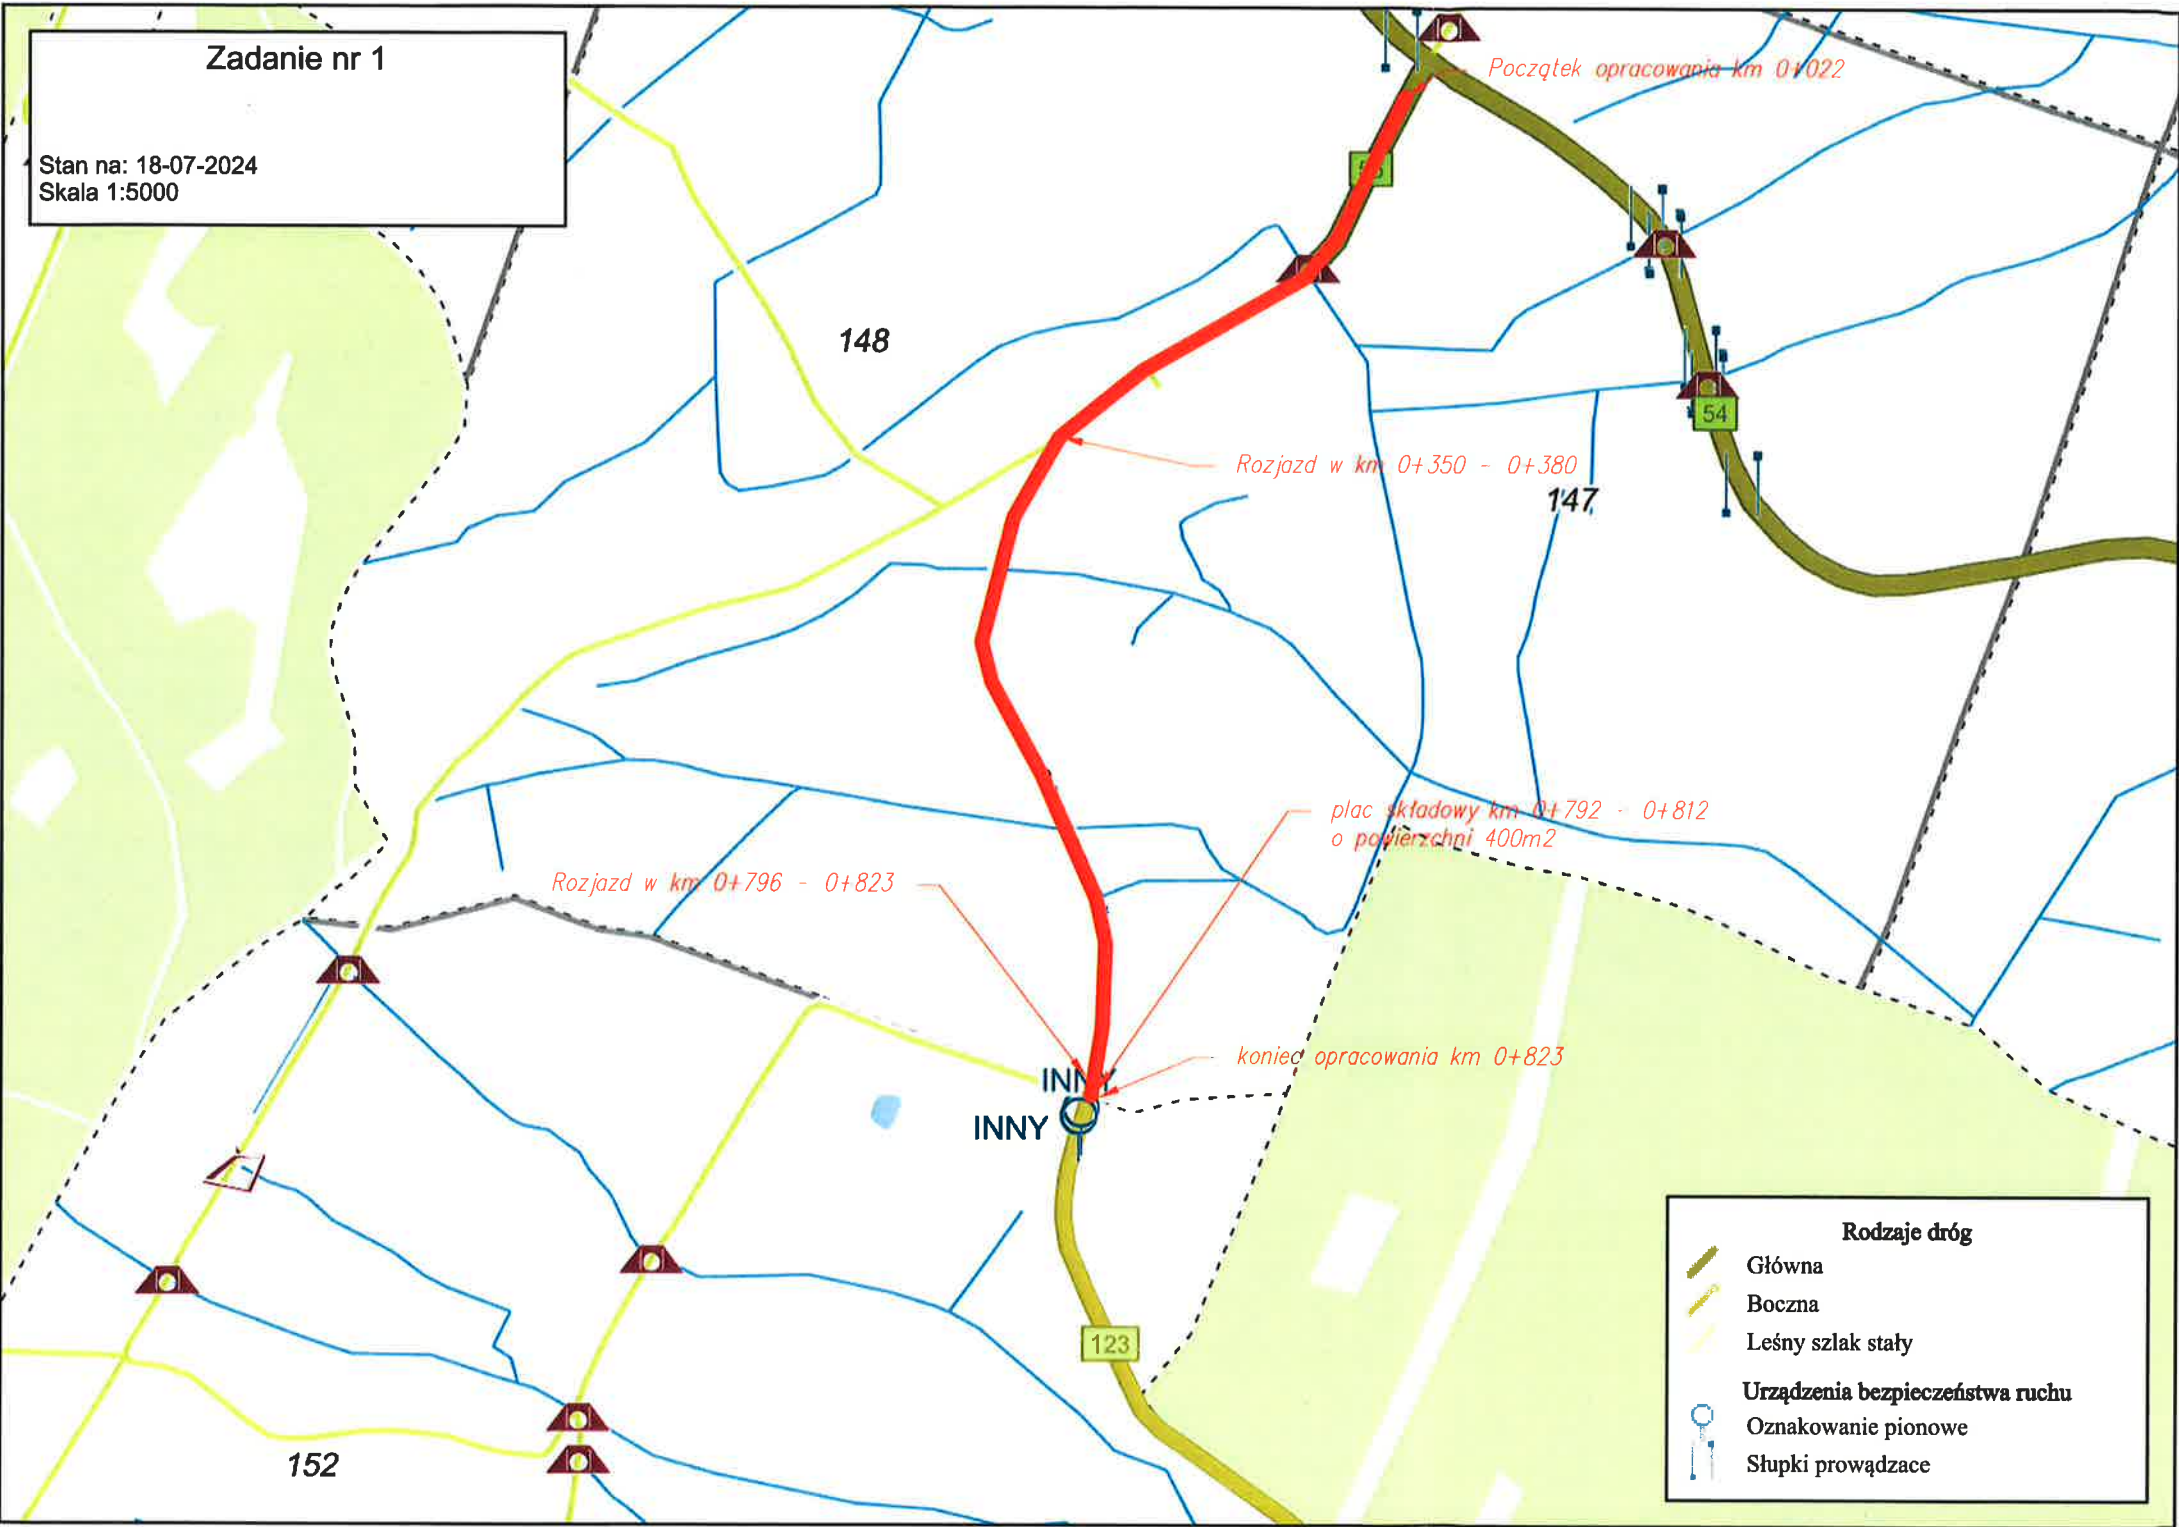 Zadanie nr 1
Stan na: 18-07-2024
Skala 1:5000
Początek opracowania km 0+022
148
Rozjazd w km 0+350 - 0+380
54
147
plac składowy km 0+792 - 0+812
o powierzchni 400m2
Rozjazd w km 0+796 - 0+823
koniec opracowania km 0+823
INNY
INNY
123
152
Rodzaje dróg
Główna
Boczna
Leśny szlak stały
Urządzenia bezpieczeństwa ruchu
Oznakowanie pionowe
Słupki prowądzace